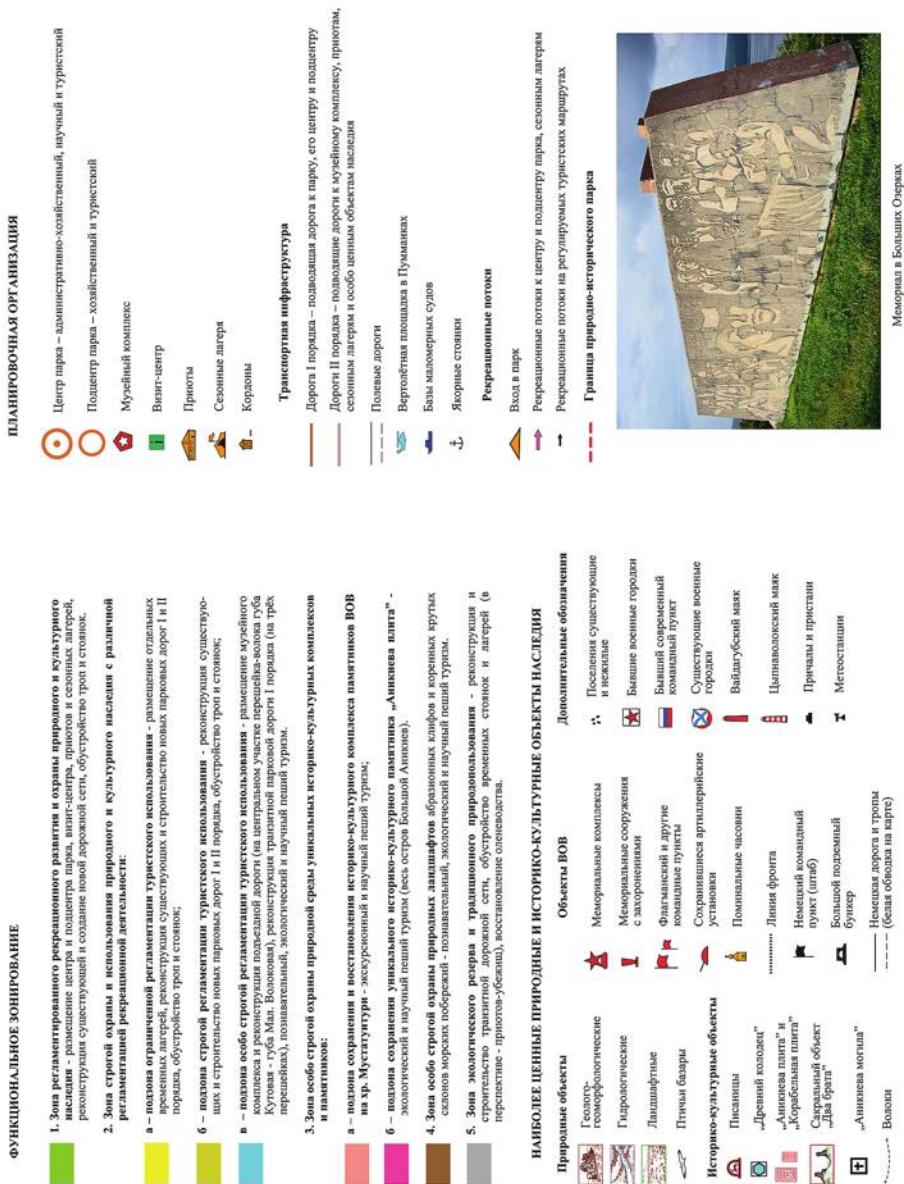 ФУНКЦИОНАЛЬНОЕ ЗОНИРОВАНИЕ
1. Зона регламентированного рекреационного развития и охраны природного и культурного
наследия - размещение центра и подцентра парка, визит-центра, приютов и сезонных лагерей,
реконструкция существующей и создание новой дорожной сети, обустройство троп и стоянок.
2. Зона строгой охраны и использования природного и культурного наследия с различной
регламентацией рекреационной деятельности:
а – подзона ограниченной регламентации туристского использования - размещение отдельных
временных лагерей, реконструкция существующих и строительство новых парковых дорог I и II
порядка, обустройство троп и стоянок;
б – подзона строгой регламентации туристского использования - реконструкция существую-
щих и строительство новых парковых дорог I и II порядка, обустройство троп и стоянок;
в – подзона особо строгой регламентации туристского использования - размещение музейного
комплекса и реконструкция подъездной дороги (на центральном участке перешейка-волока губа
Кутовая- губа Мал. Волоковая), реконструкция транзитной парковой дороги I порядка (на трёх
перешейках), познавательный, экологический и научный пеший туризм.
3. Зона особо строгой охраны природной среды уникальных историко-культурных комплексов
и памятников:
а – подзона сохранения и восстановления историко-культурного комплекса памятников ВОВ
на хр. Мустатунтури - экскурсионный и научный пеший туризм;
б – подзона сохранения уникального историко-культурного памятника „Аникиева плита" -
экологический и научный пеший туризм (весь остров Большой Аникиев).
4. Зона особо строгой охраны природных ландшафтов абразионных клифов и коренных крутых
склонов морских побережий - познавательный, экологический и научный пеший туризм.
5. Зона экологического резерва и традиционного природопользования - реконструкция и
строительство транзитной дорожной сети, обустройство временных стоянок и лагерей (в
перспективе - приютов-убежищ), восстановление оленеводства.
НАИБОЛЕЕ ЦЕННЫЕ ПРИРОДНЫЕ И ИСТОРИКО-КУЛЬТУРНЫЕ ОБЪЕКТЫ НАСЛЕДИЯ
Природные объекты
Геолого-
геоморфологические
Гидрологические
Ландшафтные
Птичьи базары
Историко-культурные объекты
Писаницы
„Древний колодец"
„Аникиева плита" и
„Корабельная плита"
Сакральный объект
„Два брата"
„Аникиева могила"
Волоки
Объекты ВОВ
Мемориальные комплексы
Мемориальные сооружения
с захоронениями
Флагманский и другие
командные пункты
Сохранившиеся артиллерийские
установки
Поминальные часовни
Линия фронта
Немецкий командный
пункт (штаб)
Большой подземный
бункер
Немецкая дорога и тропы
(белая обводка на карте)
Дополнительные обозначения
Поселения существующие
и нежилые
Бывшие военные городки
Бывший современный
командный пункт
Существующие военные
городки
Вайдагубский маяк
Цыпнаволокский маяк
Причалы и пристани
Метеостанции
ПЛАНИРОВОЧНАЯ ОРГАНИЗАЦИЯ
Центр парка – административно-хозяйственный, научный и туристский
Подцентр парка – хозяйственный и туристский
Музейный комплекс
i
Визит-центр
Приюты
Сезонные лагеря
Кордоны
Транспортная инфраструктура
Дорога I порядка – подводящая дорога к парку, его центру и подцентру
Дороги II порядка – подводящие дороги к музейному комплексу, приютам,
сезонным лагерям и особо ценным объектам наследия
Полевые дороги
Вертолётная площадка в Пумманках
Базы маломерных судов
Якорные стоянки
Рекреационные потоки
Вход в парк
Рекреационные потоки к центру и подцентру парка, сезонным лагерям
Рекреационные потоки на регулируемых туристских маршрутах
Граница природно-исторического парка
Мемориал в Больших Озерках